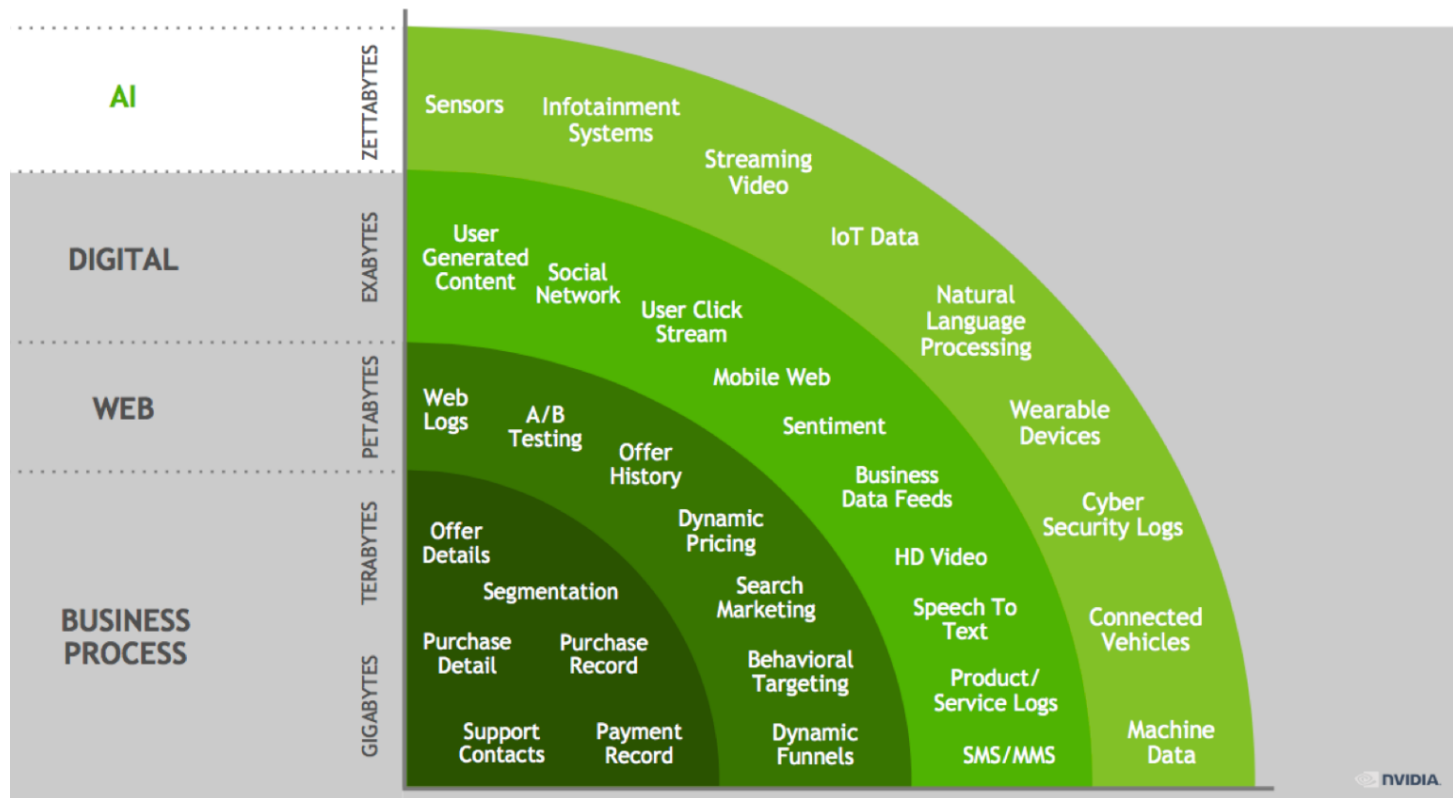 AI
ZETTABYTES
Sensors
Infotainment
Systems
Streaming
Video
IoT Data
Natural
Language
Processing
Wearable
Devices
Cyber
Security Logs
Connected
Vehicles
Machine
Data
DIGITAL
EXABYTES
User
Generated
Content
Social
Network
User Click
Stream
Mobile Web
Sentiment
Business
Data Feeds
HD Video
Speech To
Text
Product/
Service Logs
SMS/MMS
WEB
PETABYTES
Web
Logs
A/B
Testing
Offer
History
Dynamic
Pricing
Search
Marketing
Behavioral
Targeting
Dynamic
Funnels
BUSINESS
PROCESS
TERABYTES
GIGABYTES
Offer
Details
Segmentation
Purchase
Detail
Purchase
Record
Support
Contacts
Payment
Record
NVIDIA.